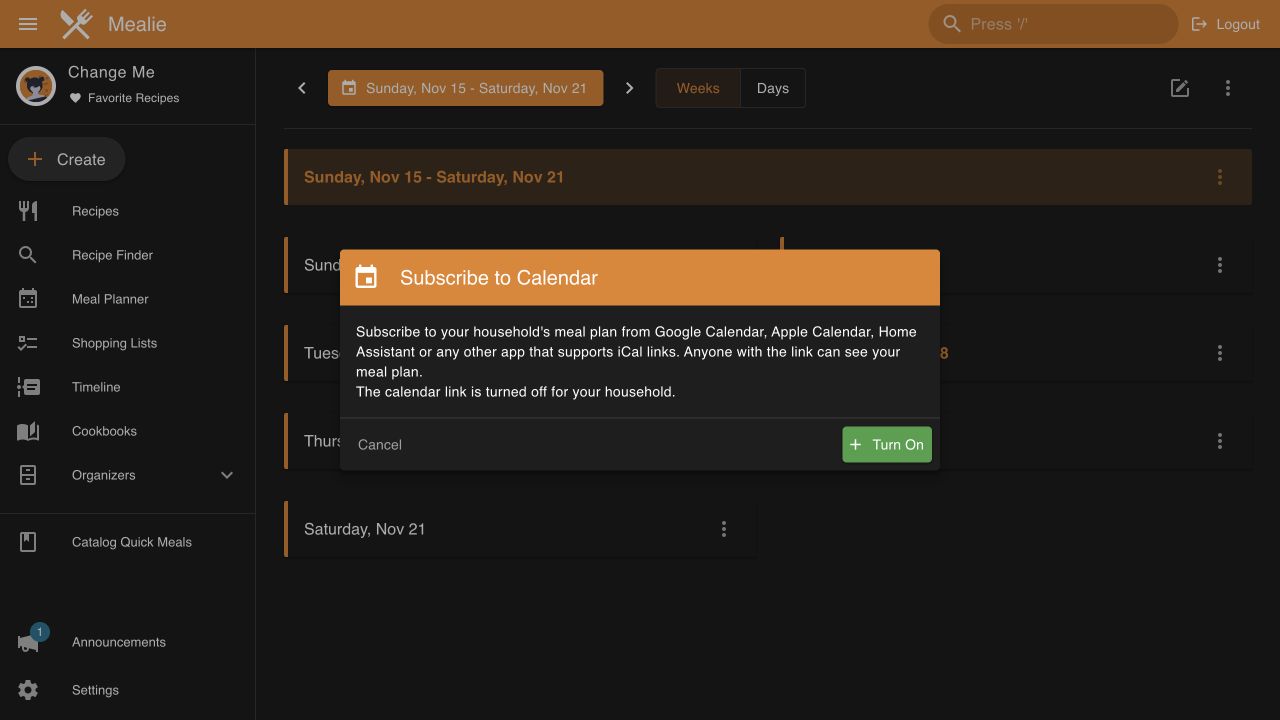 Mealie
Press '/'
Logout
Change Me
Favorite Recipes
Sunday, Nov 15 - Saturday, Nov 21
Weeks
Days
Create
Recipes
Recipe Finder
Meal Planner
Shopping Lists
Timeline
Cookbooks
Organizers
Catalog Quick Meals
1
Announcements
Settings
Sunday, Nov 15 - Saturday, Nov 21
Sund
Tues
8
Thurs
Saturday, Nov 21
Subscribe to Calendar
Subscribe to your household's meal plan from Google Calendar, Apple Calendar, Home
Assistant or any other app that supports iCal links. Anyone with the link can see your
meal plan.
The calendar link is turned off for your household.
Cancel
Turn On